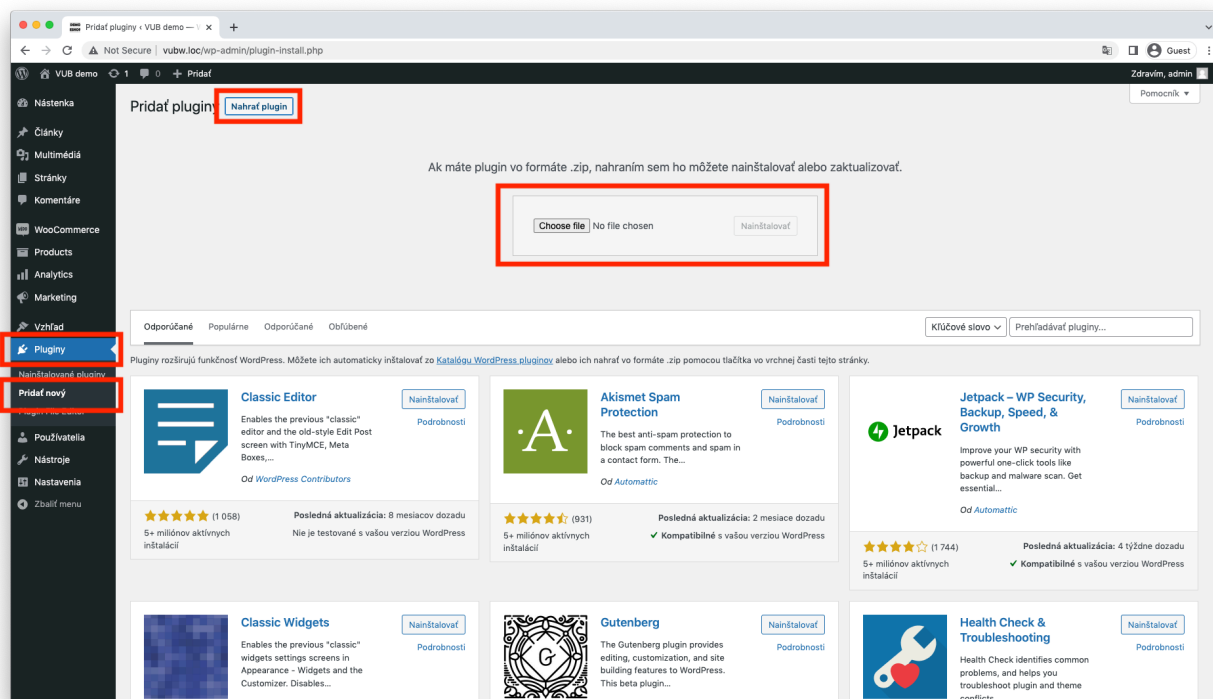 Pridať pluginy ‹ VUB demo —
Not Secure | vubw.loc/wp-admin/plugin-install.php
Guest
VUB demo 1 0 + Pridať
Zdravím, admin
Pomocník
Nástenka
Články
Multimédiá
Stránky
Komentáre
WooCommerce
Products
Analytics
Marketing
Vzhľad
Pluginy
Nainštalované pluginy
Pridať nový
Plugin File Editor
Používatelia
Nástroje
Nastavenia
Zbaliť menu
Pridať pluginy Nahrať plugin
Ak máte plugin vo formáte .zip, nahraním sem ho môžete nainštalovať alebo zaktualizovať.
Choose file No file chosen Nainštalovať
Odporúčané Populárne Odporúčané Obľúbené
Kľúčové slovo Prehľadávať pluginy...
Pluginy rozširujú funkčnosť WordPress. Môžete ich automaticky inštalovať zo Katalógu WordPress pluginov alebo ich nahrať vo formáte .zip pomocou tlačítka vo vrchnej časti tejto stránky.
Classic Editor
Nainštalovať
Podrobnosti
Enables the previous "classic"
editor and the old-style Edit Post
screen with TinyMCE, Meta
Boxes,...
Od WordPress Contributors
(1 058)
5+ miliónov aktívnych
inštalácií
Posledná aktualizácia: 8 mesiacov dozadu
Nie je testované s vašou verziou WordPress
·A·
Akismet Spam
Protection
Nainštalovať
Podrobnosti
The best anti-spam protection to
block spam comments and spam in
a contact form. The...
Od Automattic
(931)
5+ miliónov aktívnych
inštalácií
Posledná aktualizácia: 2 mesiace dozadu
Kompatibilné s vašou verziou WordPress
Jetpack
Jetpack – WP Security,
Backup, Speed, &
Growth
Nainštalovať
Podrobnosti
Improve your WP security with
powerful one-click tools like
backup and malware scan. Get
essential...
Od Automattic
(1 744)
5+ miliónov aktívnych
inštalácií
Posledná aktualizácia: 4 týždne dozadu
Kompatibilné s vašou verziou WordPress
Classic Widgets
Nainštalovať
Podrobnosti
Enables the previous "classic"
widgets settings screens in
Appearance - Widgets and the
Customizer. Disables...
G
Gutenberg
Nainštalovať
Podrobnosti
The Gutenberg plugin provides
editing, customization, and site
building features to WordPress.
This beta plugin...
Health Check &
Troubleshooting
Nainštalovať
Podrobnosti
Health Check identifies common
problems, and helps you
troubleshoot plugin and theme
conflicts